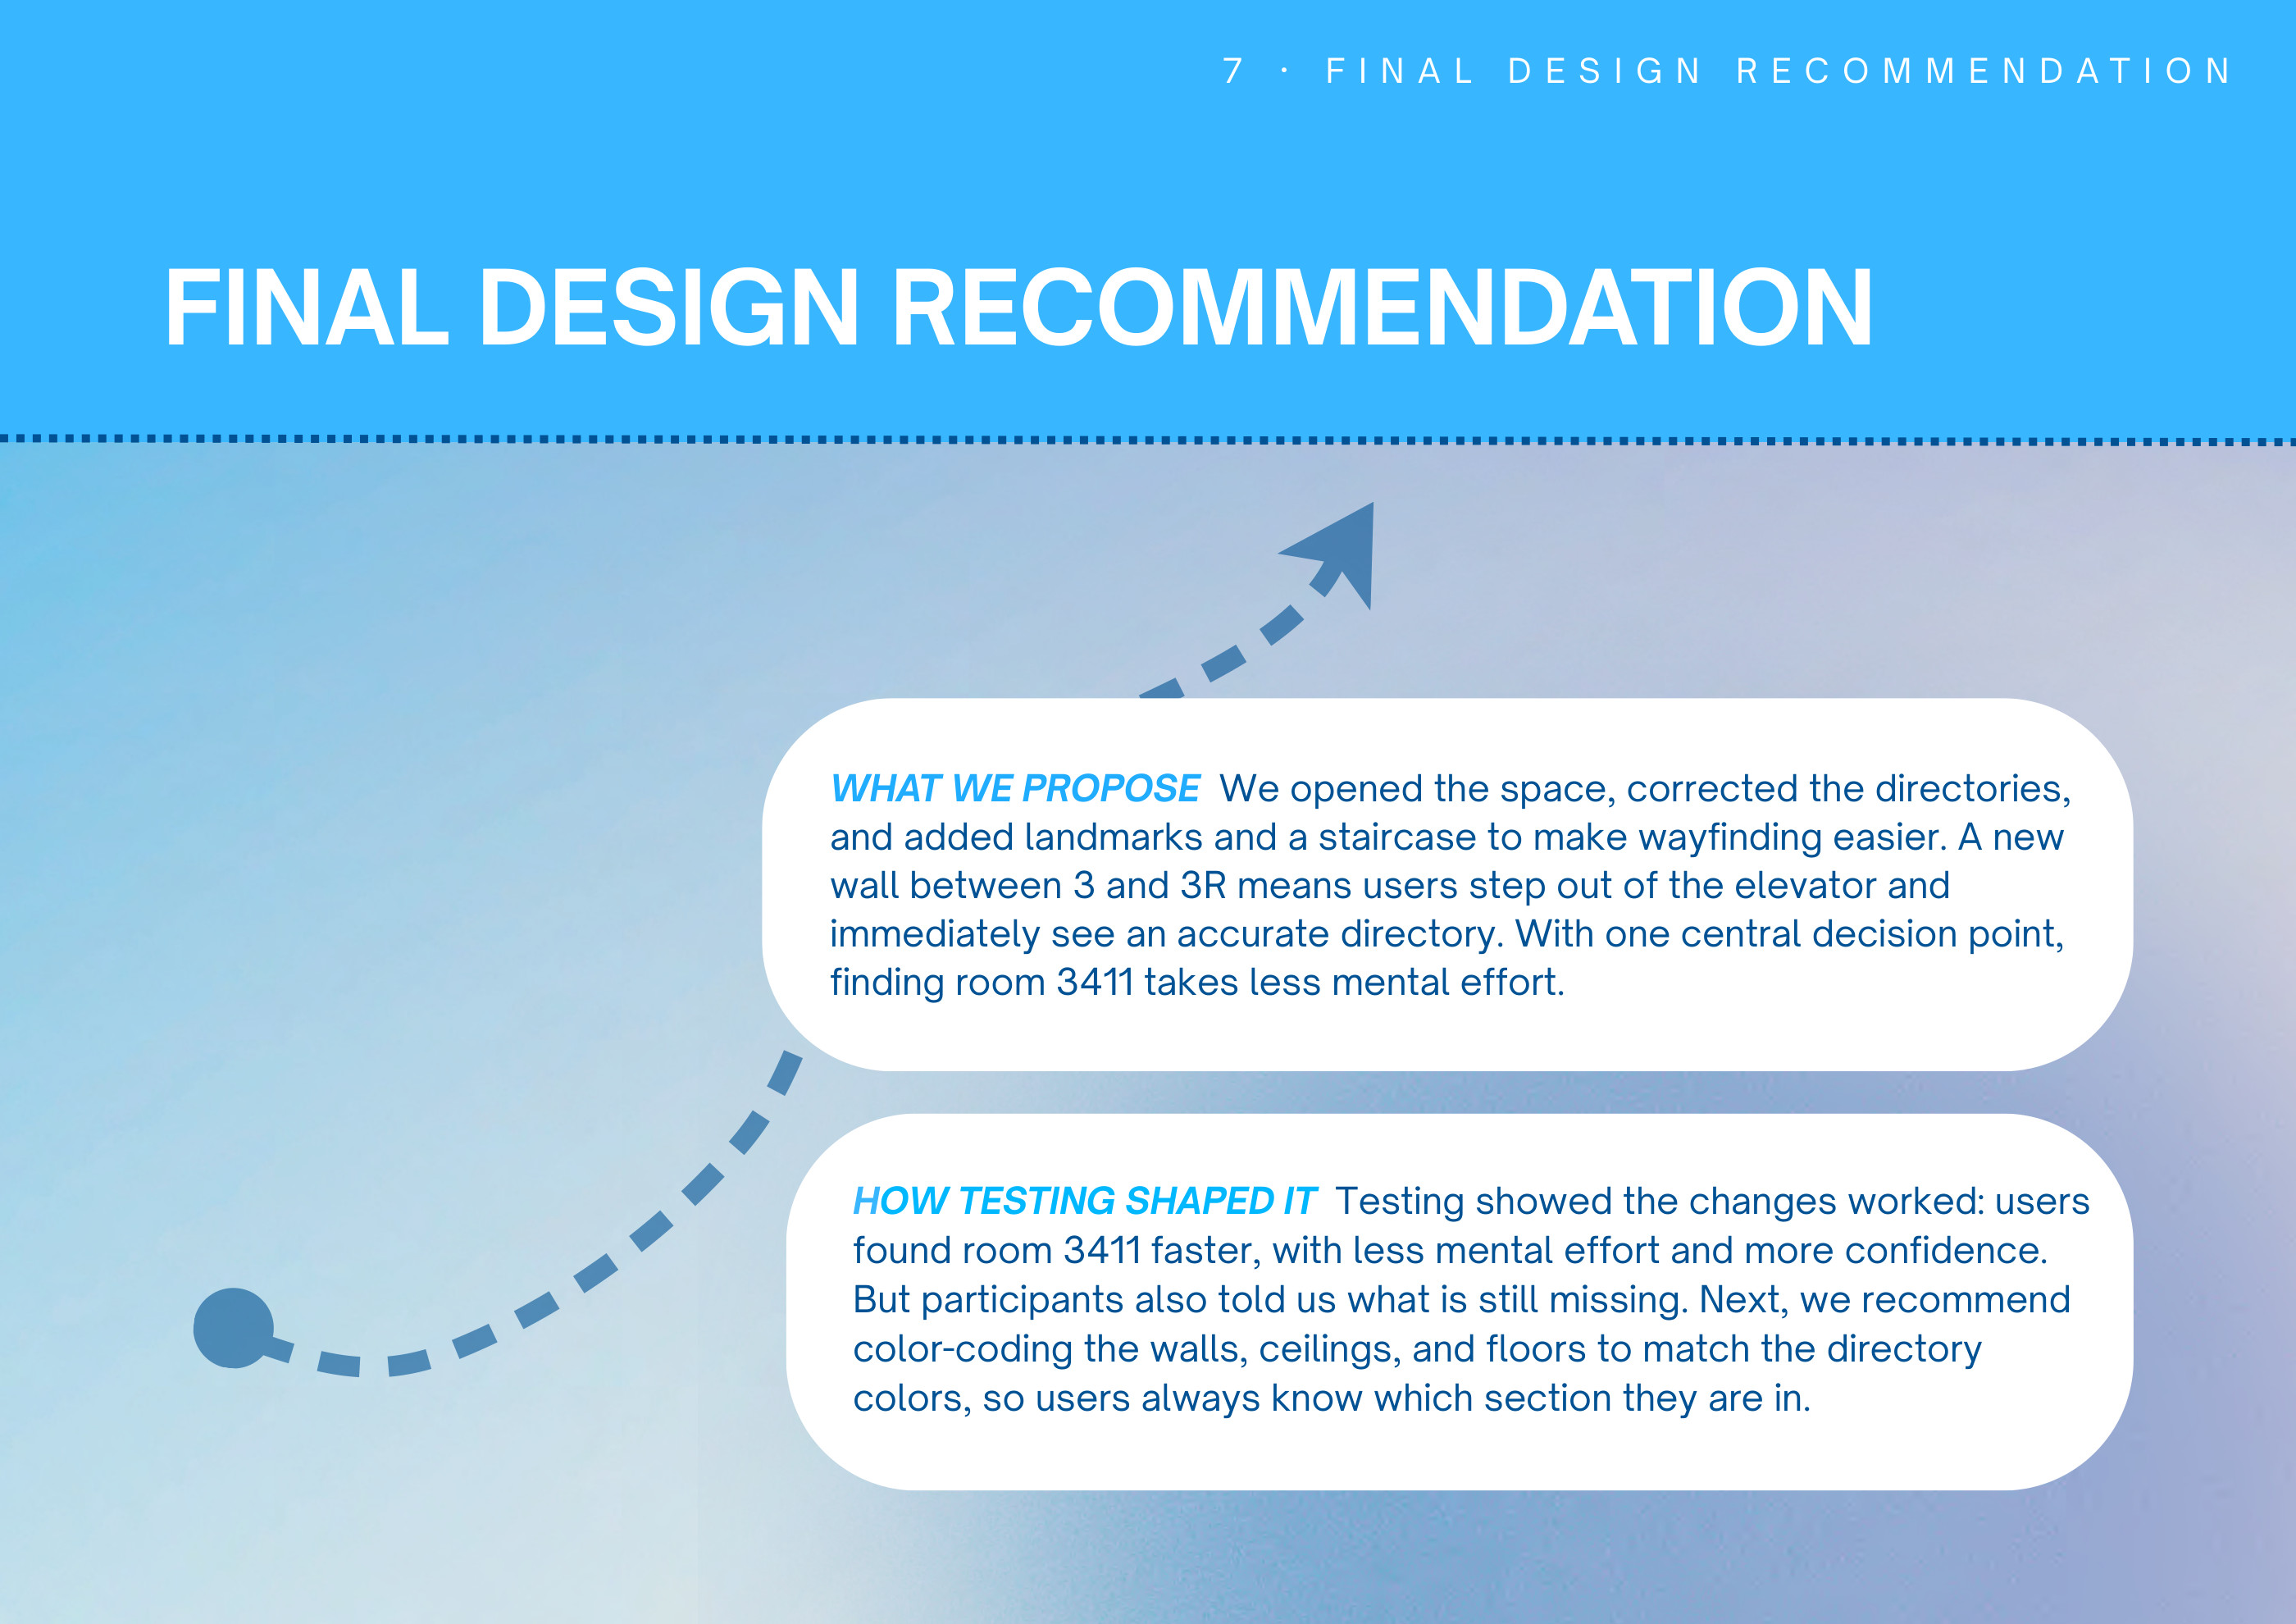 7 · FINAL DESIGN RECOMMENDATION
FINAL DESIGN RECOMMENDATION
WHAT WE PROPOSE We opened the space, corrected the directories,
and added landmarks and a staircase to make wayfinding easier. A new
wall between 3 and 3R means users step out of the elevator and
immediately see an accurate directory. With one central decision point,
finding room 3411 takes less mental effort.
HOW TESTING SHAPED IT Testing showed the changes worked: users
found room 3411 faster, with less mental effort and more confidence.
But participants also told us what is still missing. Next, we recommend
color-coding the walls, ceilings, and floors to match the directory
colors, so users always know which section they are in.